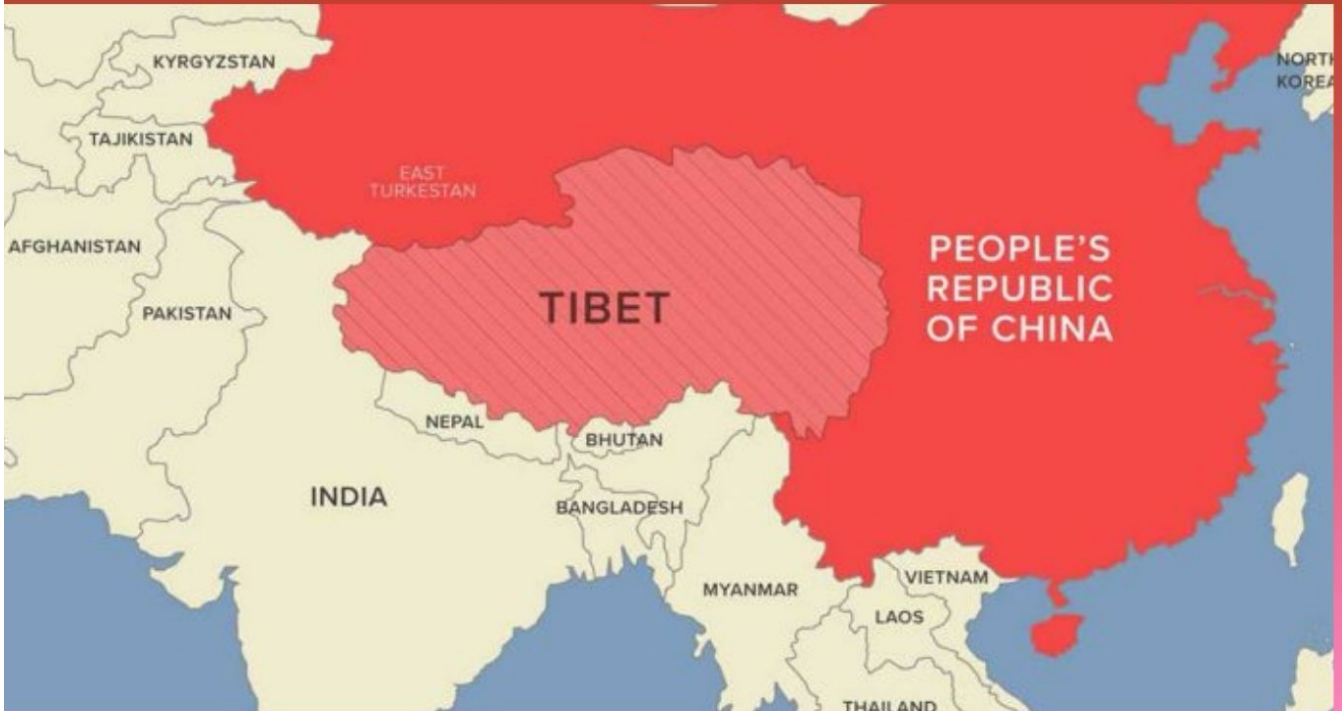 KYRGYZSTAN
NORTH
KOREA
TAJIKISTAN
EAST
TURKESTAN
AFGHANISTAN
PEOPLE'S
REPUBLIC
OF CHINA
TIBET
PAKISTAN
NEPAL
BHUTAN
INDIA
BANGLADESH
MYANMAR
VIETNAM
LAOS
THAILAND